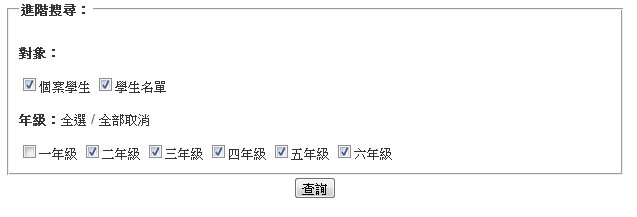 進階搜尋：
對象：
個案學生 學生名單
年級：全選 / 全部取消
一年級 二年級 三年級 四年級 五年級 六年級
查詢